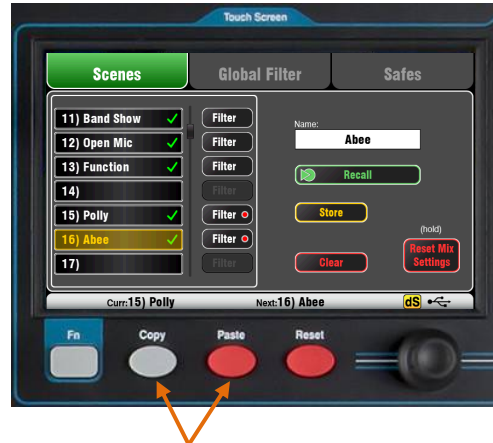 Touch Screen
Scenes
Global Filter
Safes
11) Band Show
Filter
12) Open Mic
Filter
13) Function
Filter
14)
Filter
15) Polly
Filter
16) Abee
Filter
17)
Filter
Name:
Abee
Recall
Store
Clear
(hold)
Reset Mix
Settings
Curr:15) Polly
Next:16) Abee
dS
Fn
Copy
Paste
Reset